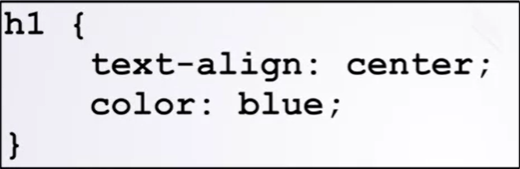 h1 {
    text-align: center;
    color: blue;
}